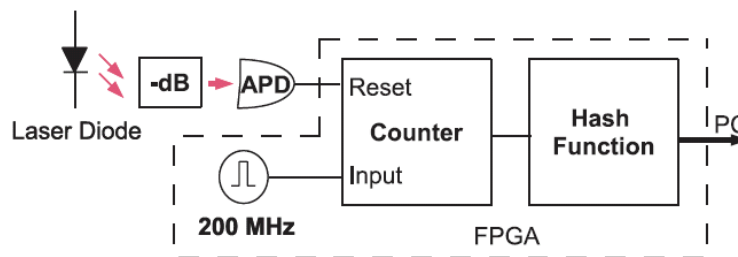 Laser Diode
-dB
APD
Reset
Counter
Input
200 MHz
Hash
Function
FPGA